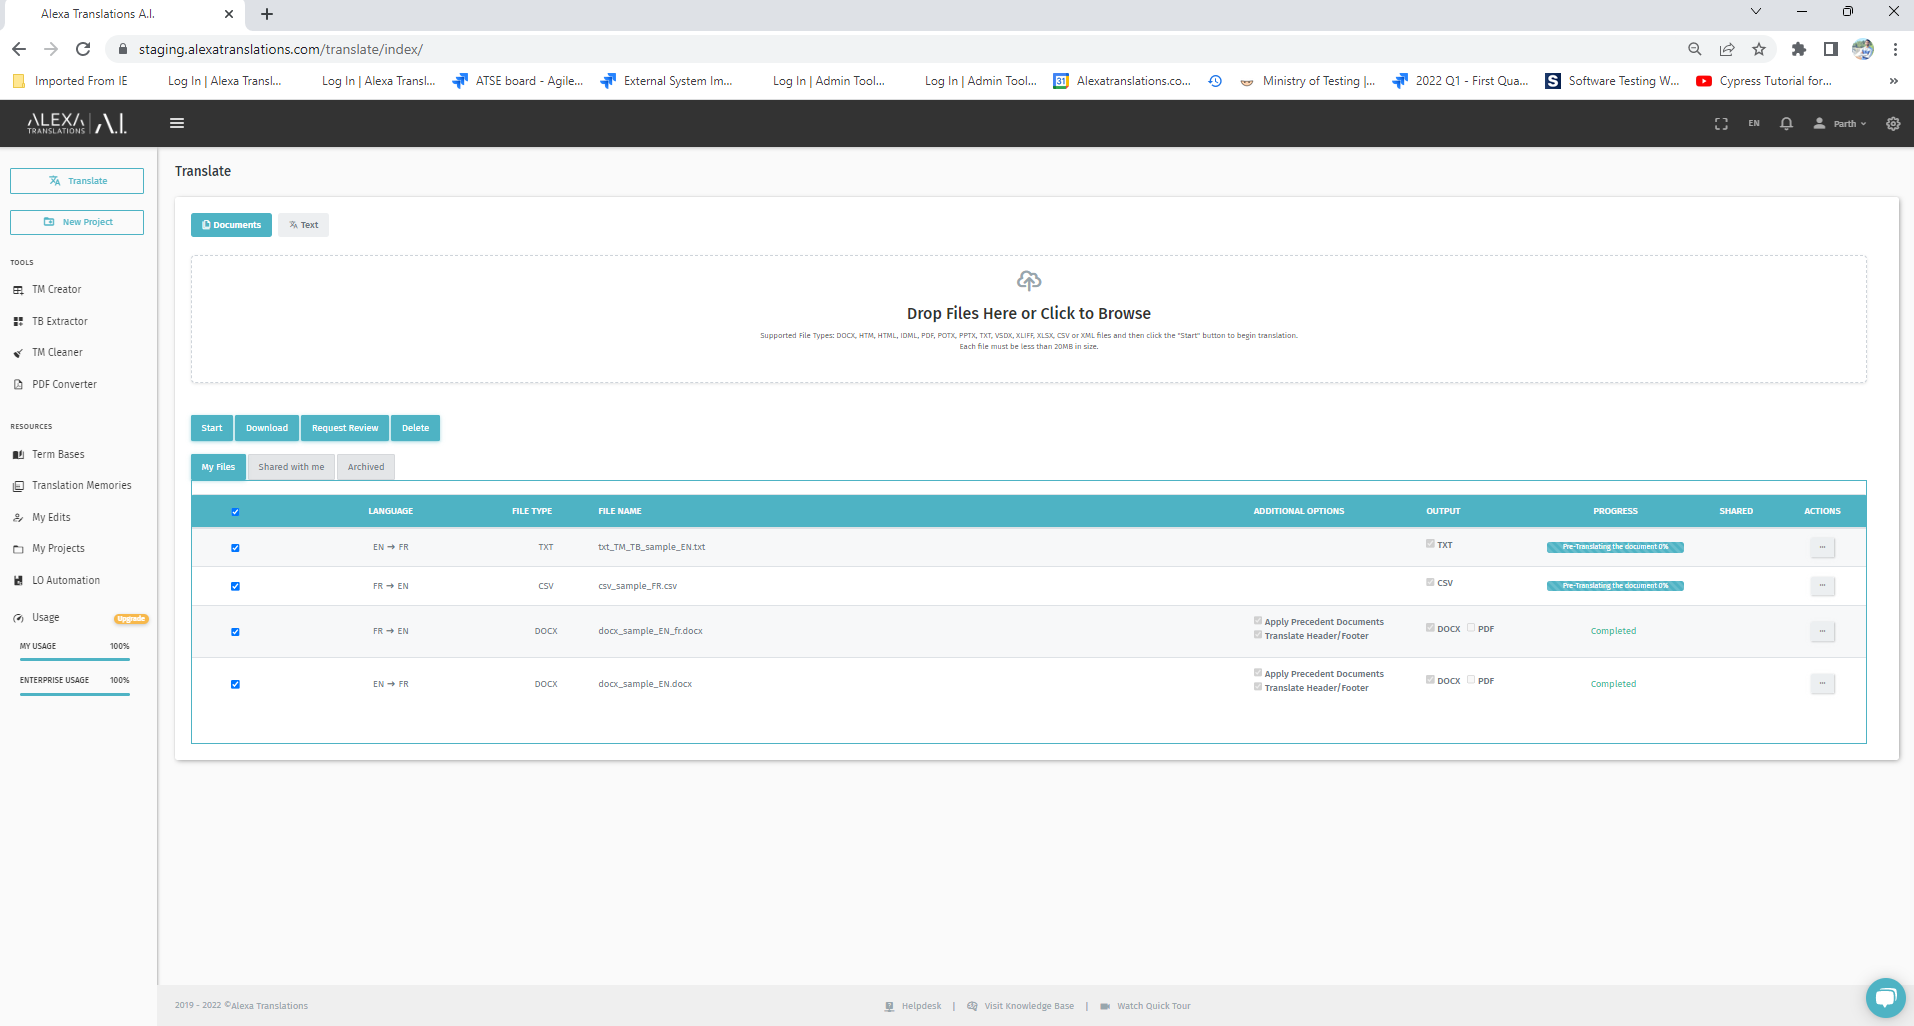 Alexa Translations A.I.
staging.alexatranslations.com/translate/index/
Imported From IE
Log In | Alexa Transl...
Log In | Alexa Transl...
ATSE board - Agile...
External System Im...
Log In | Admin Tool...
Log In | Admin Tool...
31
Alexatranslations.co...
Ministry of Testing |...
2022 Q1 - First Qua...
S
Software Testing W...
Cypress Tutorial for...
»
ALEXA TRANSLATIONS | A.I.
EN
Parth
Translate
New Project
TOOLS
TM Creator
TB Extractor
TM Cleaner
PDF Converter
RESOURCES
Term Bases
Translation Memories
My Edits
My Projects
LO Automation
Usage
Upgrade
MY USAGE 100%
ENTERPRISE USAGE 100%
Translate
Documents
Text
Drop Files Here or Click to Browse
Supported File Types: DOCX, HTM, HTML, IDML, PDF, POTX, PPTX, TXT, VSDX, XLIFF, XLSX, CSV or XML files and then click the "Start" button to begin translation.
Each file must be less than 20MB in size.
Start
Download
Request Review
Delete
My Files
Shared with me
Archived
LANGUAGE FILE TYPE FILE NAME ADDITIONAL OPTIONS OUTPUT PROGRESS SHARED ACTIONS
EN → FR TXT txt_TM_TB_sample_EN.txt TXT Pre-Translating the document 0% ...
FR → EN CSV csv_sample_FR.csv CSV Pre-Translating the document 0% ...
FR → EN DOCX docx_sample_EN_fr.docx Apply Precedent Documents DOCX PDF Completed ...
Translate Header/Footer
EN → FR DOCX docx_sample_EN.docx Apply Precedent Documents DOCX PDF Completed ...
Translate Header/Footer
2019 - 2022 ©Alexa Translations
Helpdesk | Visit Knowledge Base | Watch Quick Tour